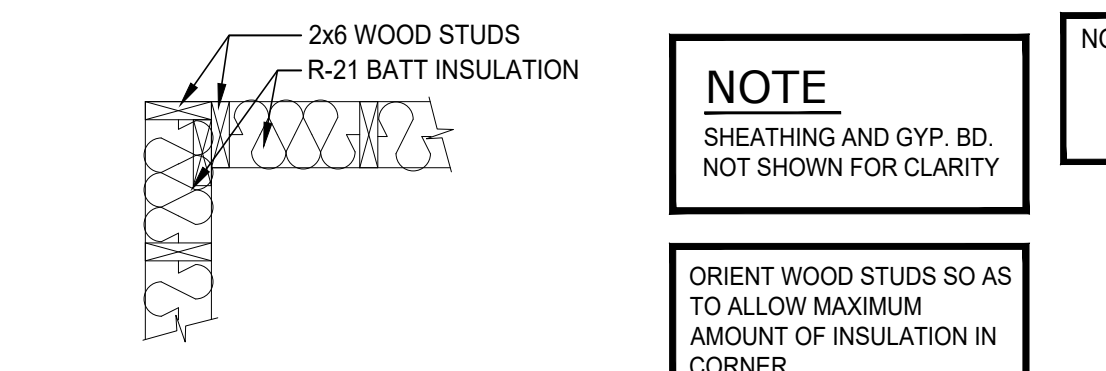 2x6 WOOD STUDS
R-21 BATT INSULATION
NOTE
SHEATHING AND GYP. BD.
NOT SHOWN FOR CLARITY
ORIENT WOOD STUDS SO AS
TO ALLOW MAXIMUM
AMOUNT OF INSULATION IN
CORNER